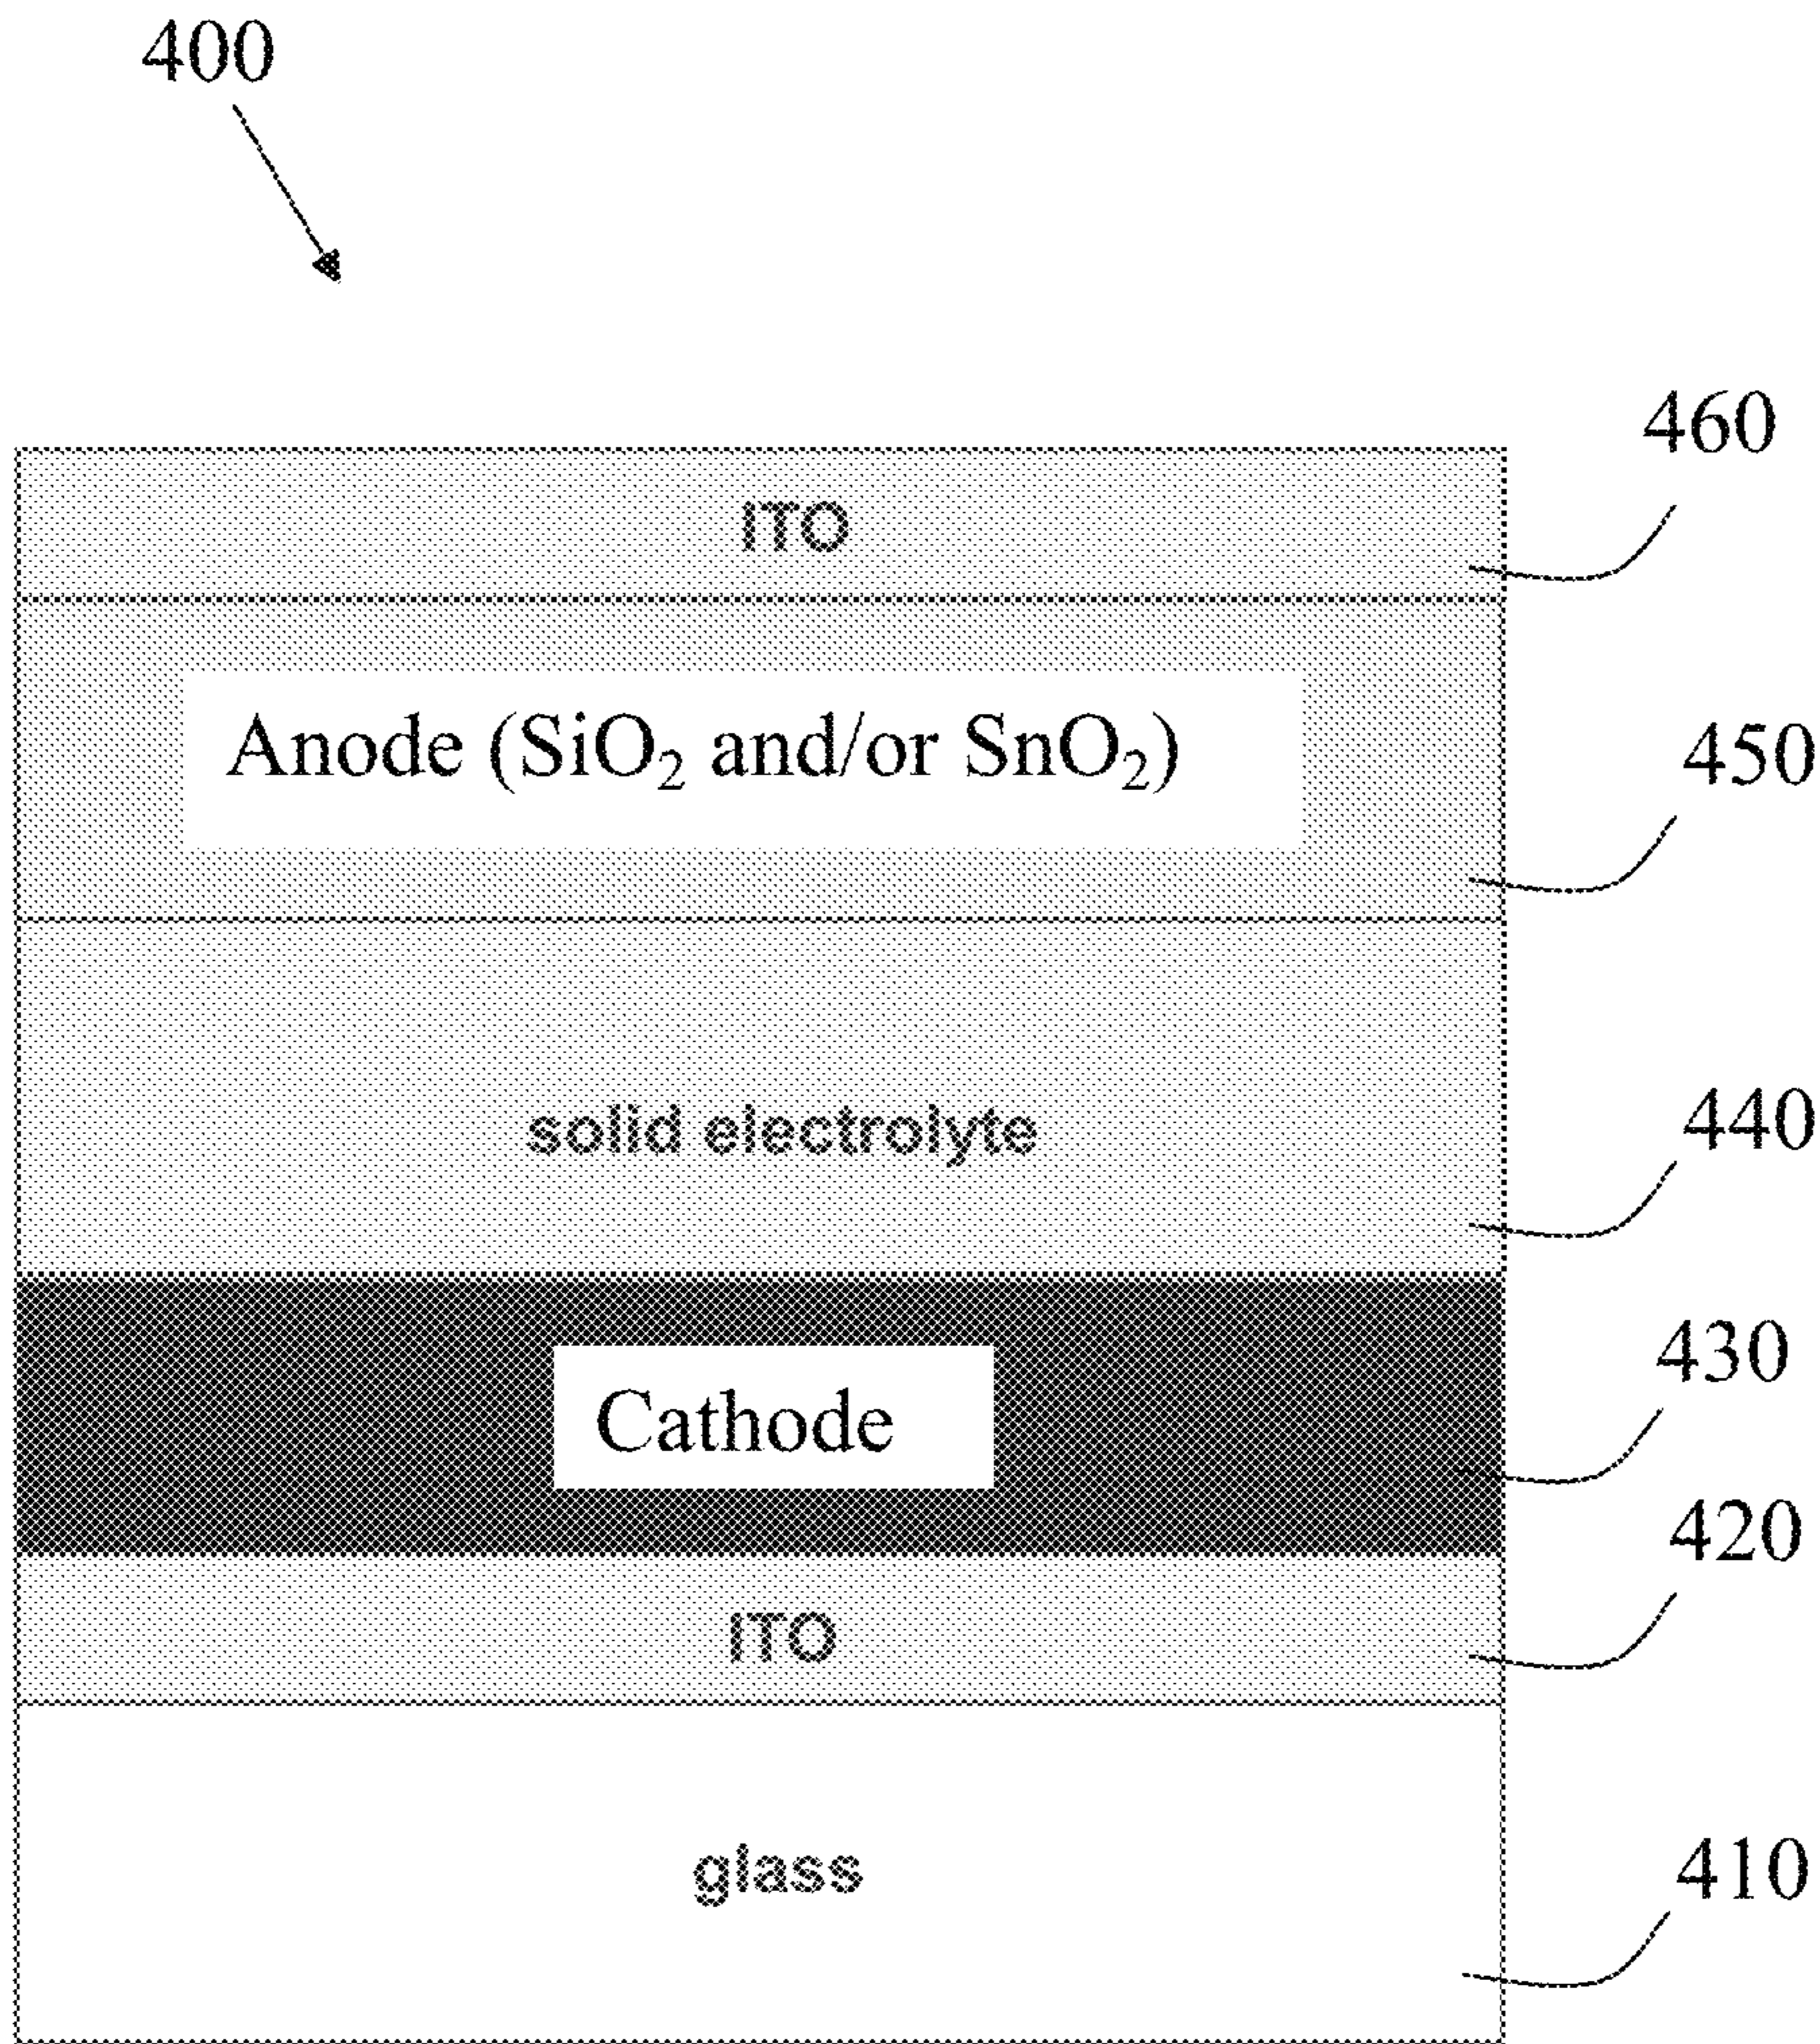 400
460
ITO
Anode (SiO₂ and/or SnO₂)
450
440
solid electrolyte
430
Cathode
420
ITO
glass
410